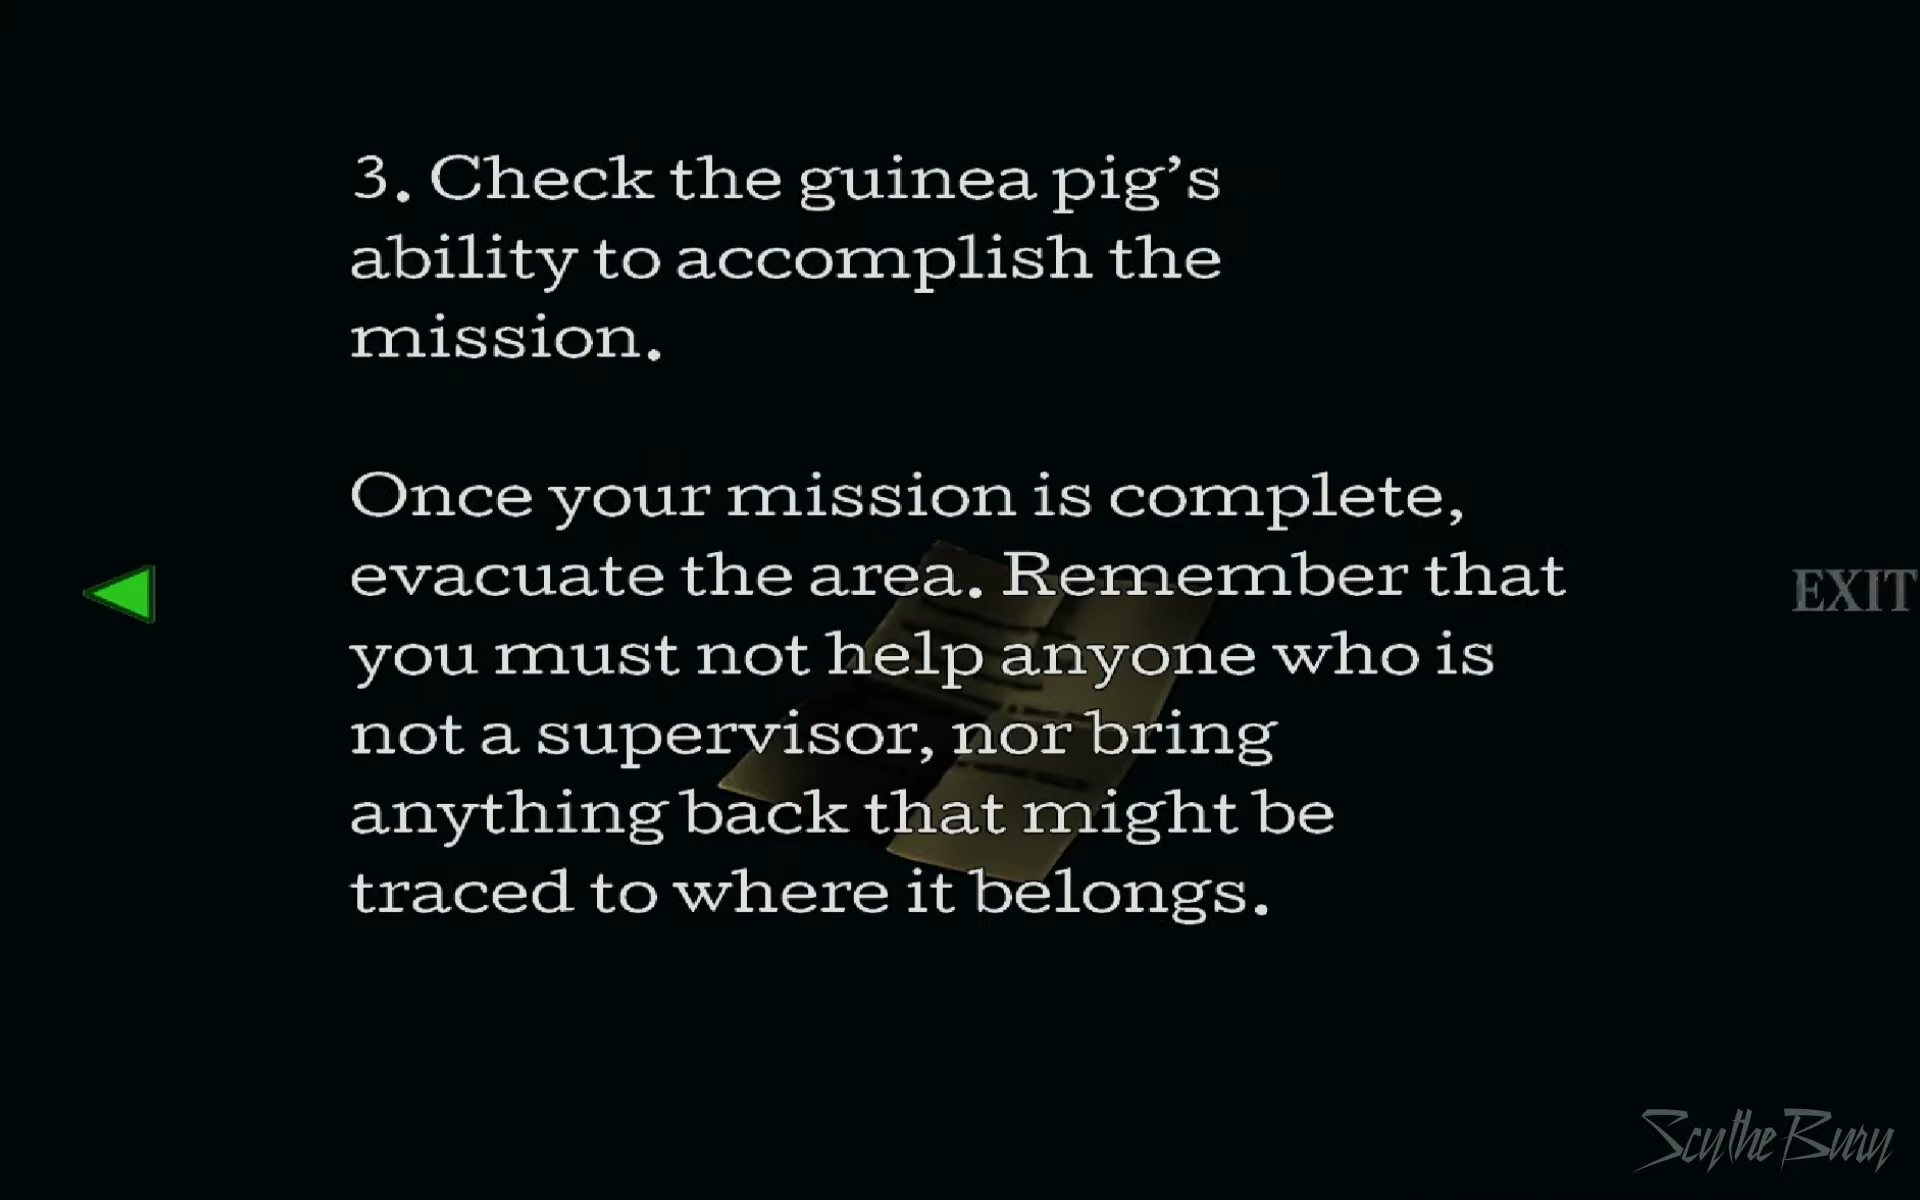 3. Check the guinea pig’s
ability to accomplish the
mission.
Once your mission is complete,
evacuate the area. Remember that
you must not help anyone who is
not a supervisor, nor bring
anything back that might be
traced to where it belongs.
EXIT
ScytheBury